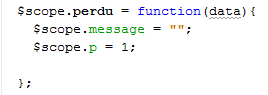 $scope.perdu = function(data){
$scope.message = "";
$scope.p = 1;
};